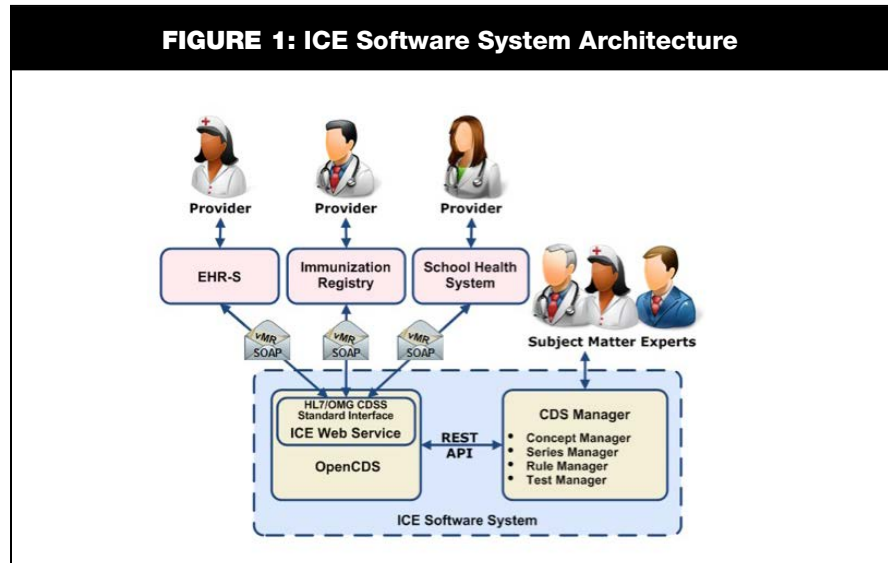 FIGURE 1: ICE Software System Architecture
Provider
Provider
Provider
EHR-S
Immunization
Registry
School Health
System
vMR
SOAP
vMR
SOAP
vMR
SOAP
Subject Matter Experts
HL7/OMG CDSS
Standard Interface
ICE Web Service
OpenCDS
REST
API
CDS Manager
• Concept Manager
• Series Manager
• Rule Manager
• Test Manager
ICE Software System